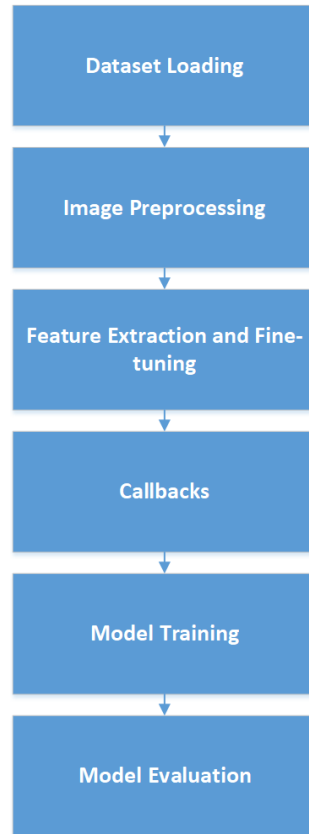 Dataset Loading
Image Preprocessing
Feature Extraction and Fine-
tuning
Callbacks
Model Training
Model Evaluation